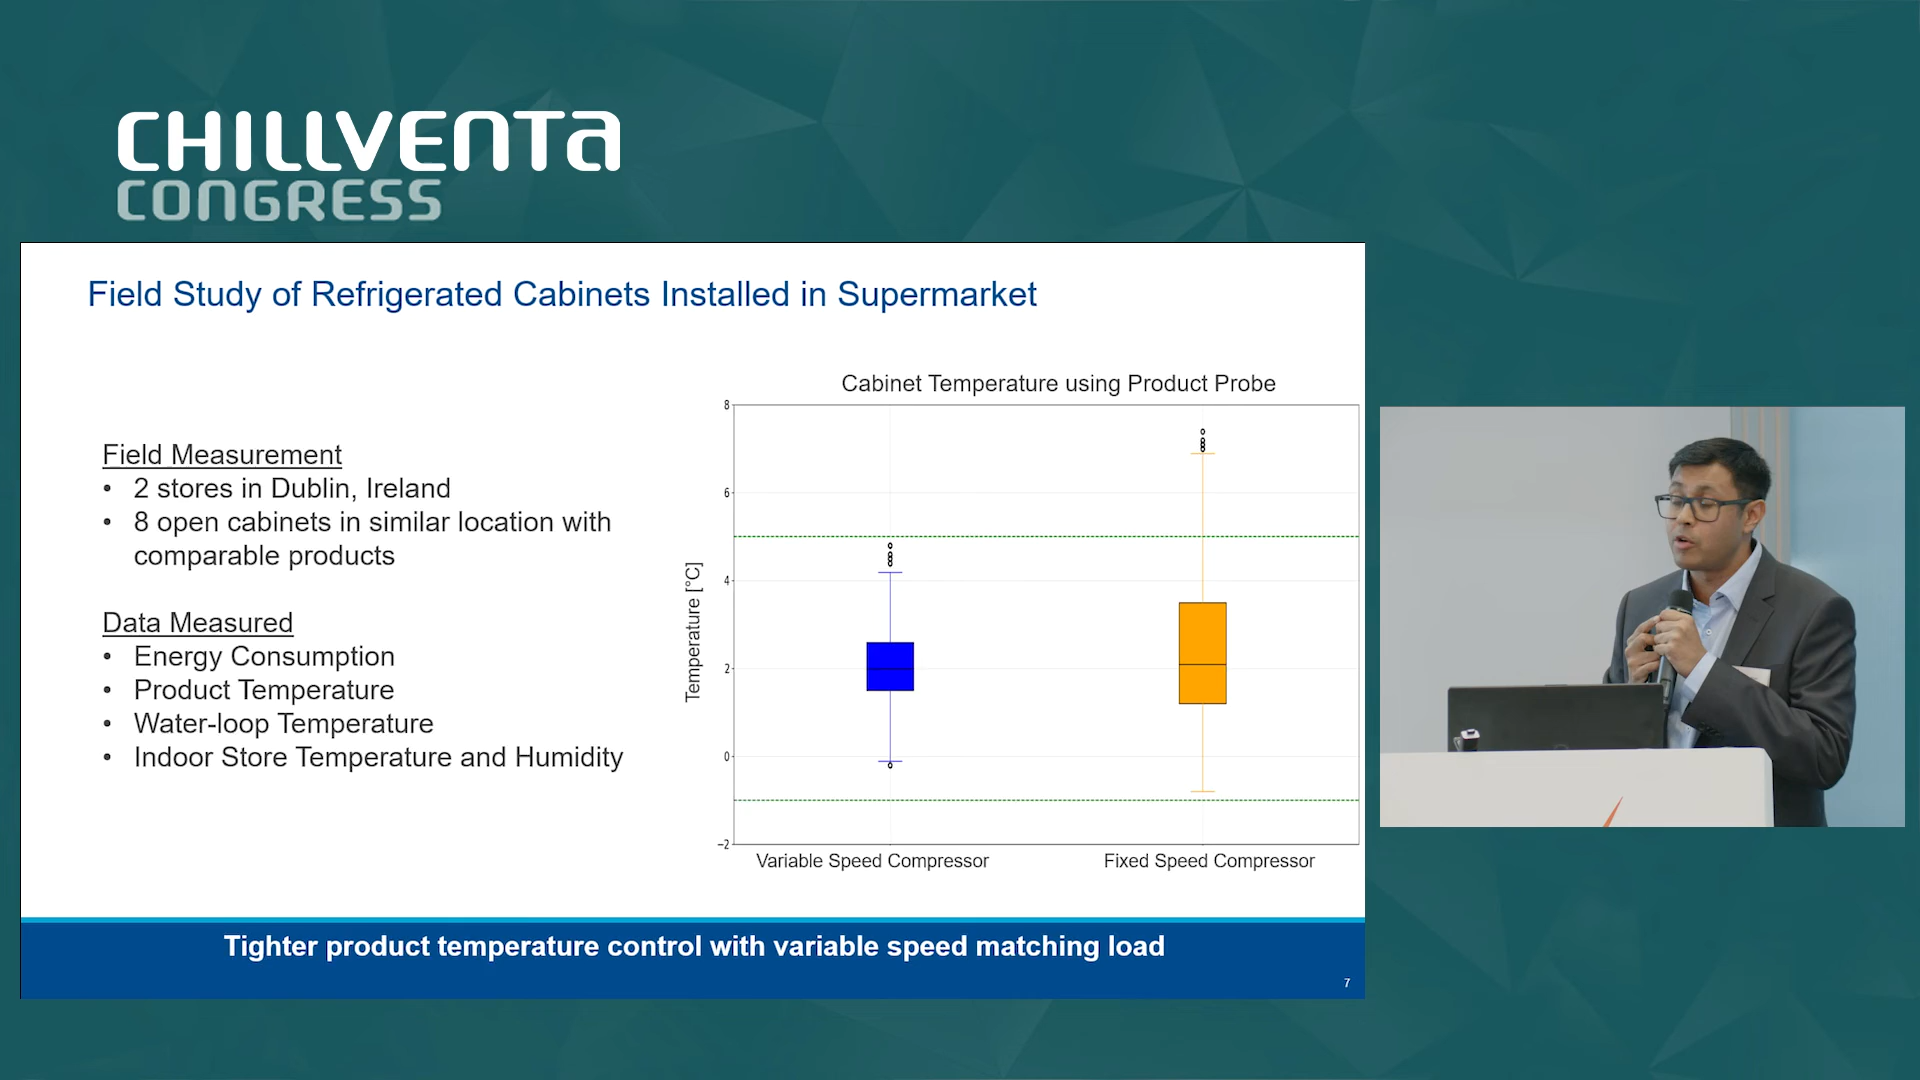 CHILLVENTA
CONGRESS
Field Study of Refrigerated Cabinets Installed in Supermarket
Field Measurement
• 2 stores in Dublin, Ireland
• 8 open cabinets in similar location with
comparable products
Data Measured
• Energy Consumption
• Product Temperature
• Water-loop Temperature
• Indoor Store Temperature and Humidity
Cabinet Temperature using Product Probe
Temperature [°C]
8
6
4
2
0
−2
Variable Speed Compressor
Fixed Speed Compressor
Tighter product temperature control with variable speed matching load
7